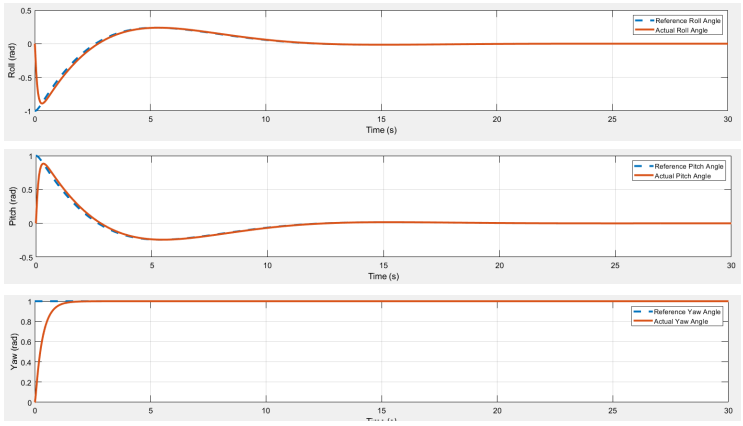 0.5
0
-0.5
-1
Roll (rad)
Reference Roll Angle
Actual Roll Angle
0 5 10 15 20 25 30
Time (s)
1
0.5
0
-0.5
Pitch (rad)
Reference Pitch Angle
Actual Pitch Angle
0 5 10 15 20 25 30
Time (s)
1
0.8
0.6
0.4
0.2
0
Yaw (rad)
Reference Yaw Angle
Actual Yaw Angle
0 5 10 15 20 25 30
Time (s)